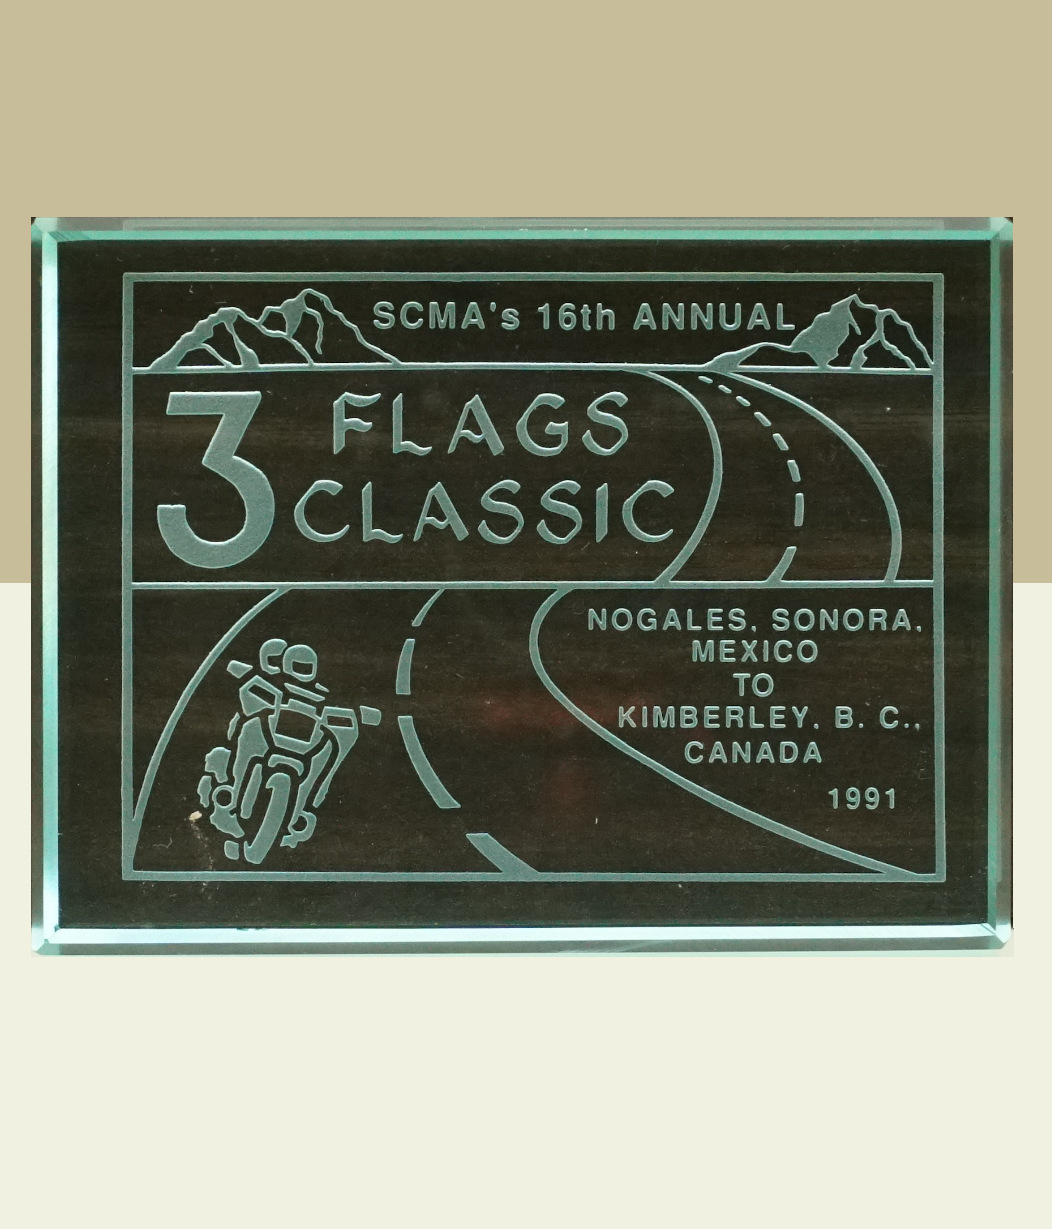 SCMA's 16th ANNUAL
3 FLAGS
CLASSIC
NOGALES, SONORA,
MEXICO
TO
KIMBERLEY, B. C.,
CANADA
1991